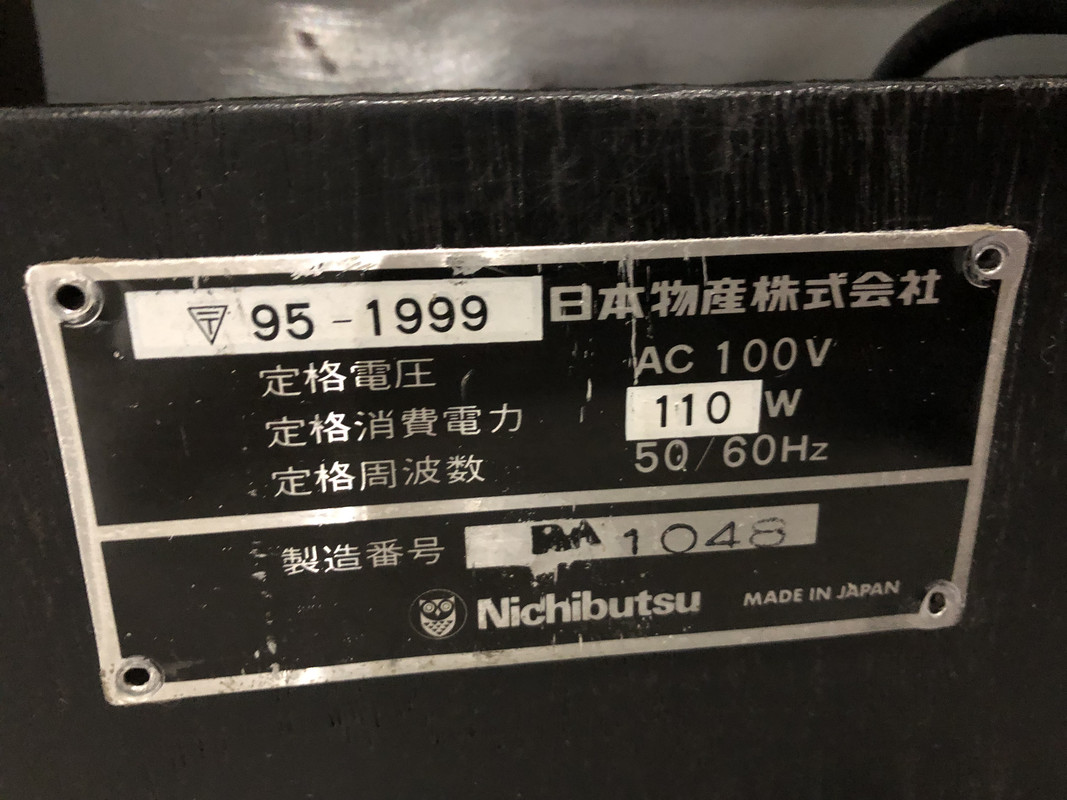 〒 95-1999 日本物産株式会社
定格電圧 AC 100V
定格消費電力 110 W
定格周波数 50/60Hz
製造番号 1048
Nichibutsu MADE IN JAPAN